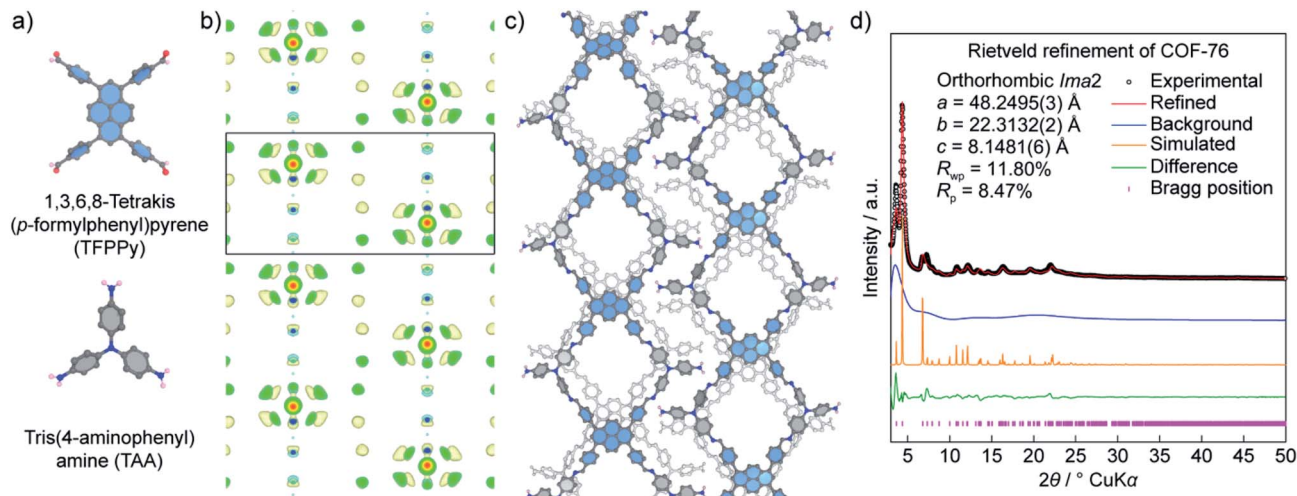 a)
1,3,6,8-Tetrakis
(p-formylphenyl)pyrene
(TFPPy)
Tris(4-aminophenyl)
amine (TAA)
b)
c)
d)
Rietveld refinement of COF-76
Orthorhombic Ima2
a = 48.2495(3) Å
b = 22.3132(2) Å
c = 8.1481(6) Å
Rwp = 11.80%
Rp = 8.47%
Experimental
Refined
Background
Simulated
Difference
Bragg position
Intensity / a.u.
5 10 15 20 25 30 35 40 45 50
2θ / ° CuKα